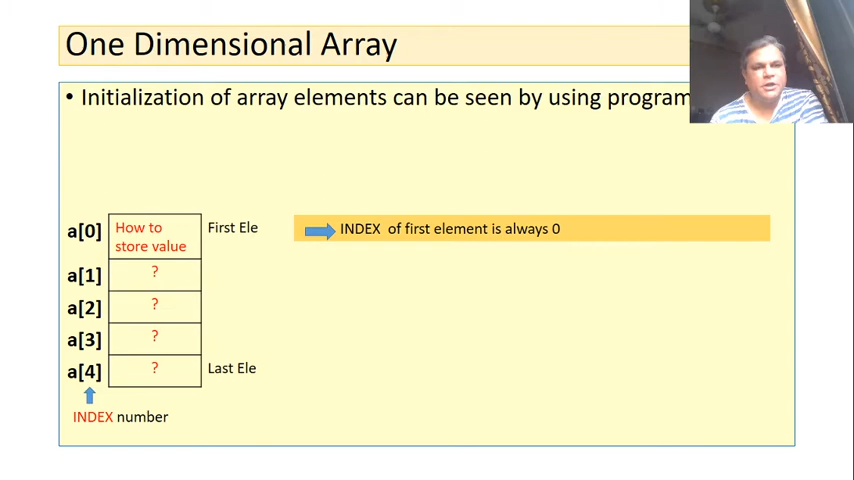 One Dimensional Array
• Initialization of array elements can be seen by using program
a[0] How to store value First Ele INDEX of first element is always 0
a[1] ?
a[2] ?
a[3] ?
a[4] ? Last Ele
INDEX number